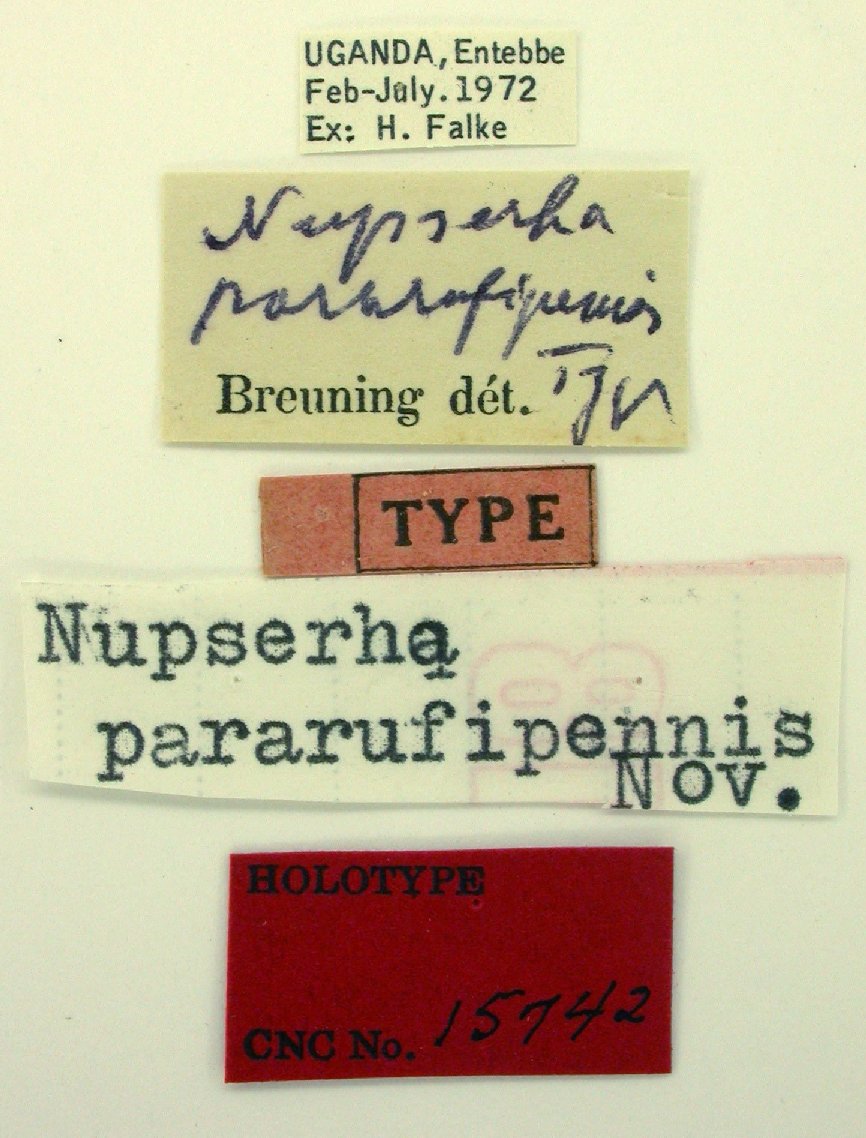 UGANDA, Entebbe
Feb-July. 1972
Ex: H. Falke
Nupserha
pararufipennis
Breuning dét.
TYPE
Nupserha
pararufipennis
Nov.
HOLOTYPE
CNC No. 15742